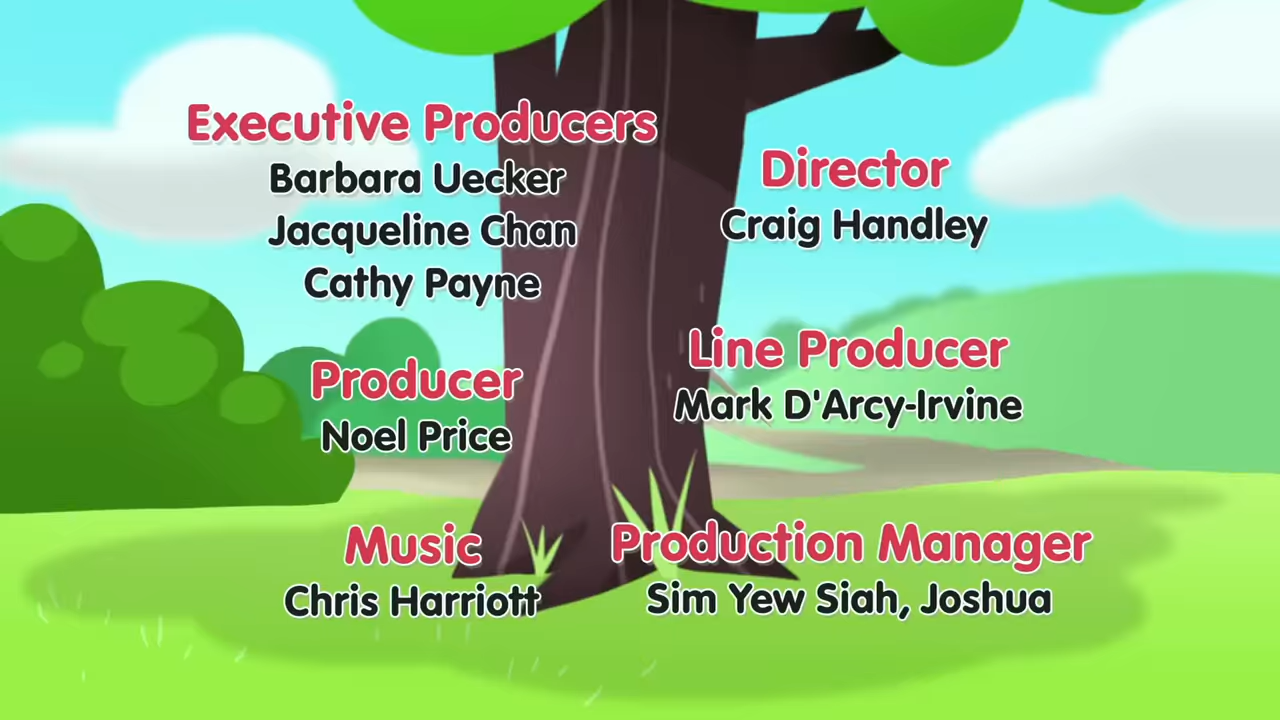 Executive Producers
Barbara Uecker
Jacqueline Chan
Cathy Payne
Producer
Noel Price
Music
Chris Harriott
Director
Craig Handley
Line Producer
Mark D'Arcy-Irvine
Production Manager
Sim Yew Siah, Joshua